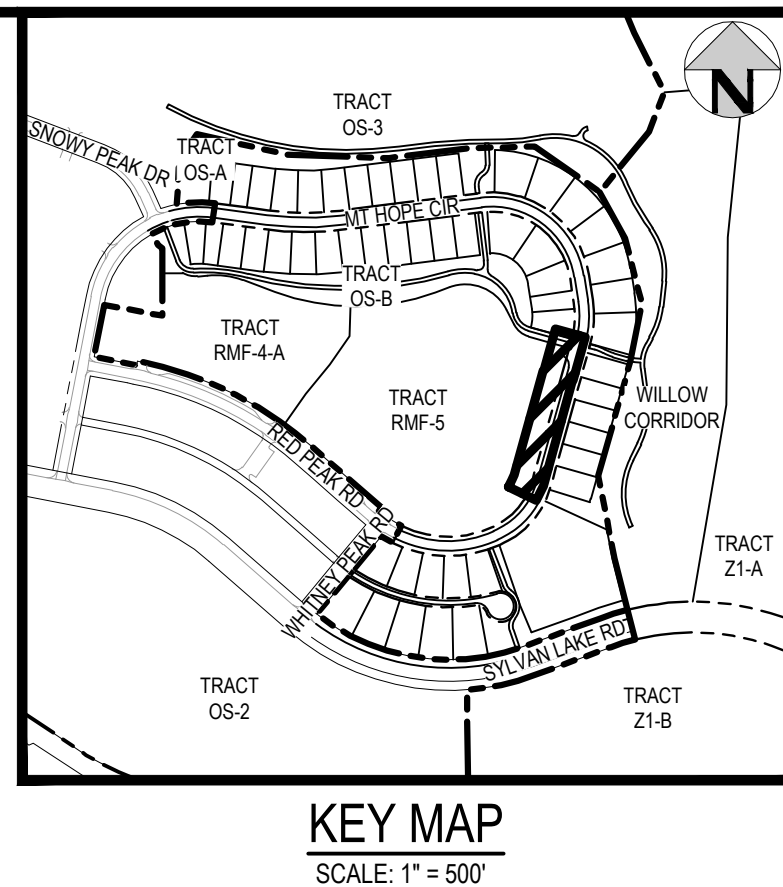 N
TRACT
OS-3
SNOWY PEAK DR
TRACT
OS-A
MT HOPE CIR
TRACT
OS-B
TRACT
RMF-4-A
TRACT
RMF-5
WILLOW
CORRIDOR
RED PEAK RD
WHITNEY PEAK RD
TRACT
Z1-A
SYLVAN LAKE RD
TRACT
OS-2
TRACT
Z1-B
KEY MAP
SCALE: 1" = 500'